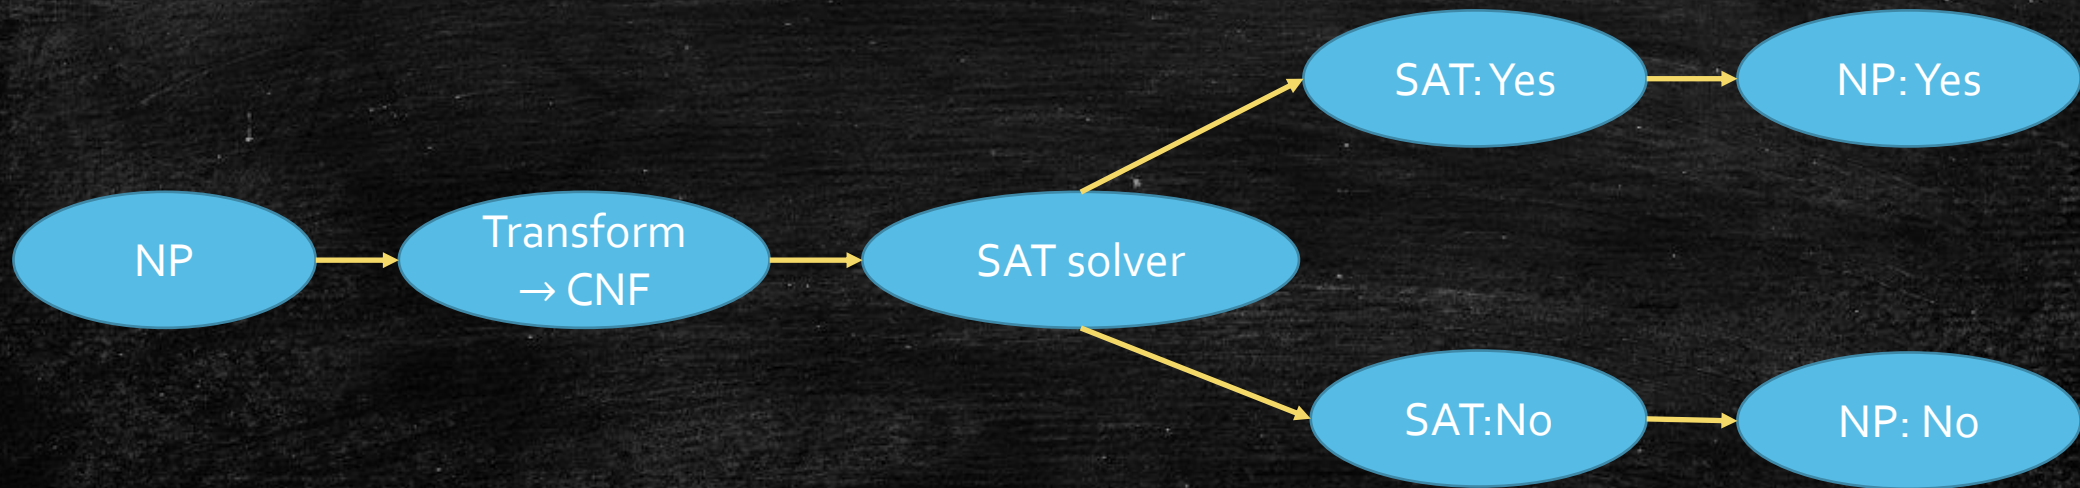 NP
Transform
→ CNF
SAT solver
SAT: Yes
NP: Yes
SAT:No
NP: No